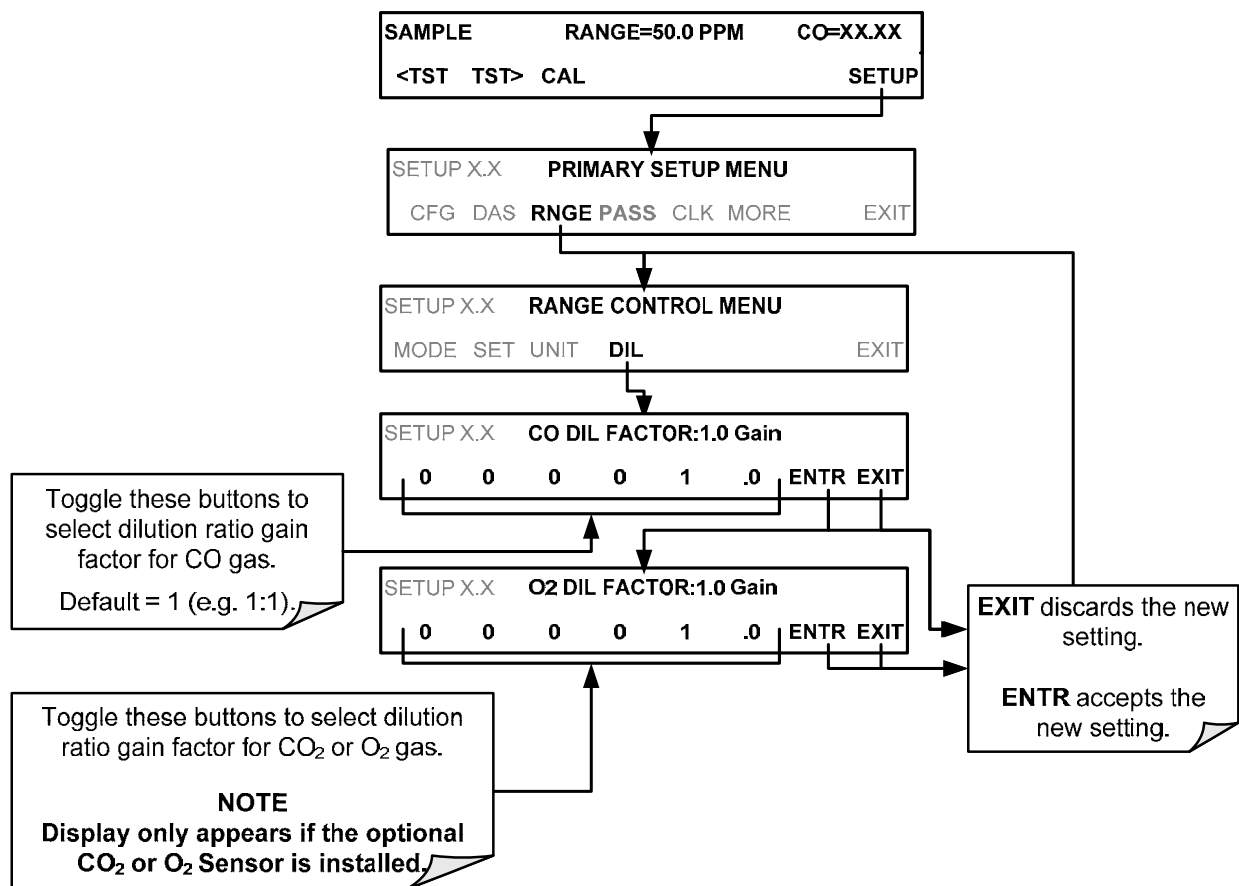 SAMPLE RANGE=50.0 PPM CO=XX.XX
<TST TST> CAL SETUP
SETUP X.X PRIMARY SETUP MENU
CFG DAS RNGE PASS CLK MORE EXIT
SETUP X.X RANGE CONTROL MENU
MODE SET UNIT DIL EXIT
SETUP X.X CO DIL FACTOR:1.0 Gain
0 0 0 0 1 .0 ENTR EXIT
Toggle these buttons to
select dilution ratio gain
factor for CO gas.
Default = 1 (e.g. 1:1).
SETUP X.X O2 DIL FACTOR:1.0 Gain
0 0 0 0 1 .0 ENTR EXIT
EXIT discards the new
setting.
ENTR accepts the
new setting.
Toggle these buttons to select dilution
ratio gain factor for CO₂ or O₂ gas.
NOTE
Display only appears if the optional
CO₂ or O₂ Sensor is installed.